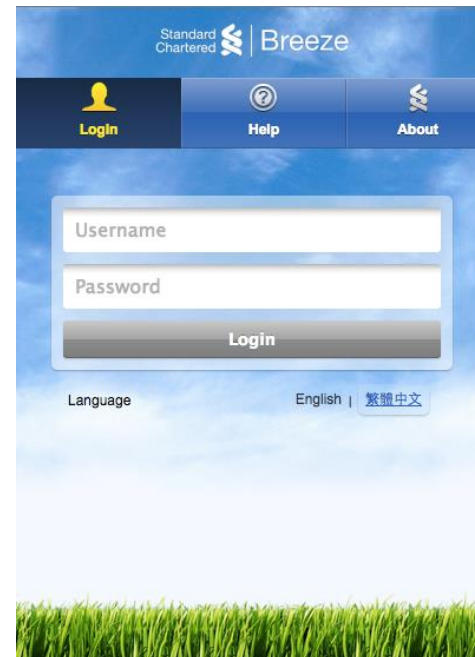 Standard
Chartered | Breeze
Login Help About
Username
Password
Login
Language English | 繁體中文